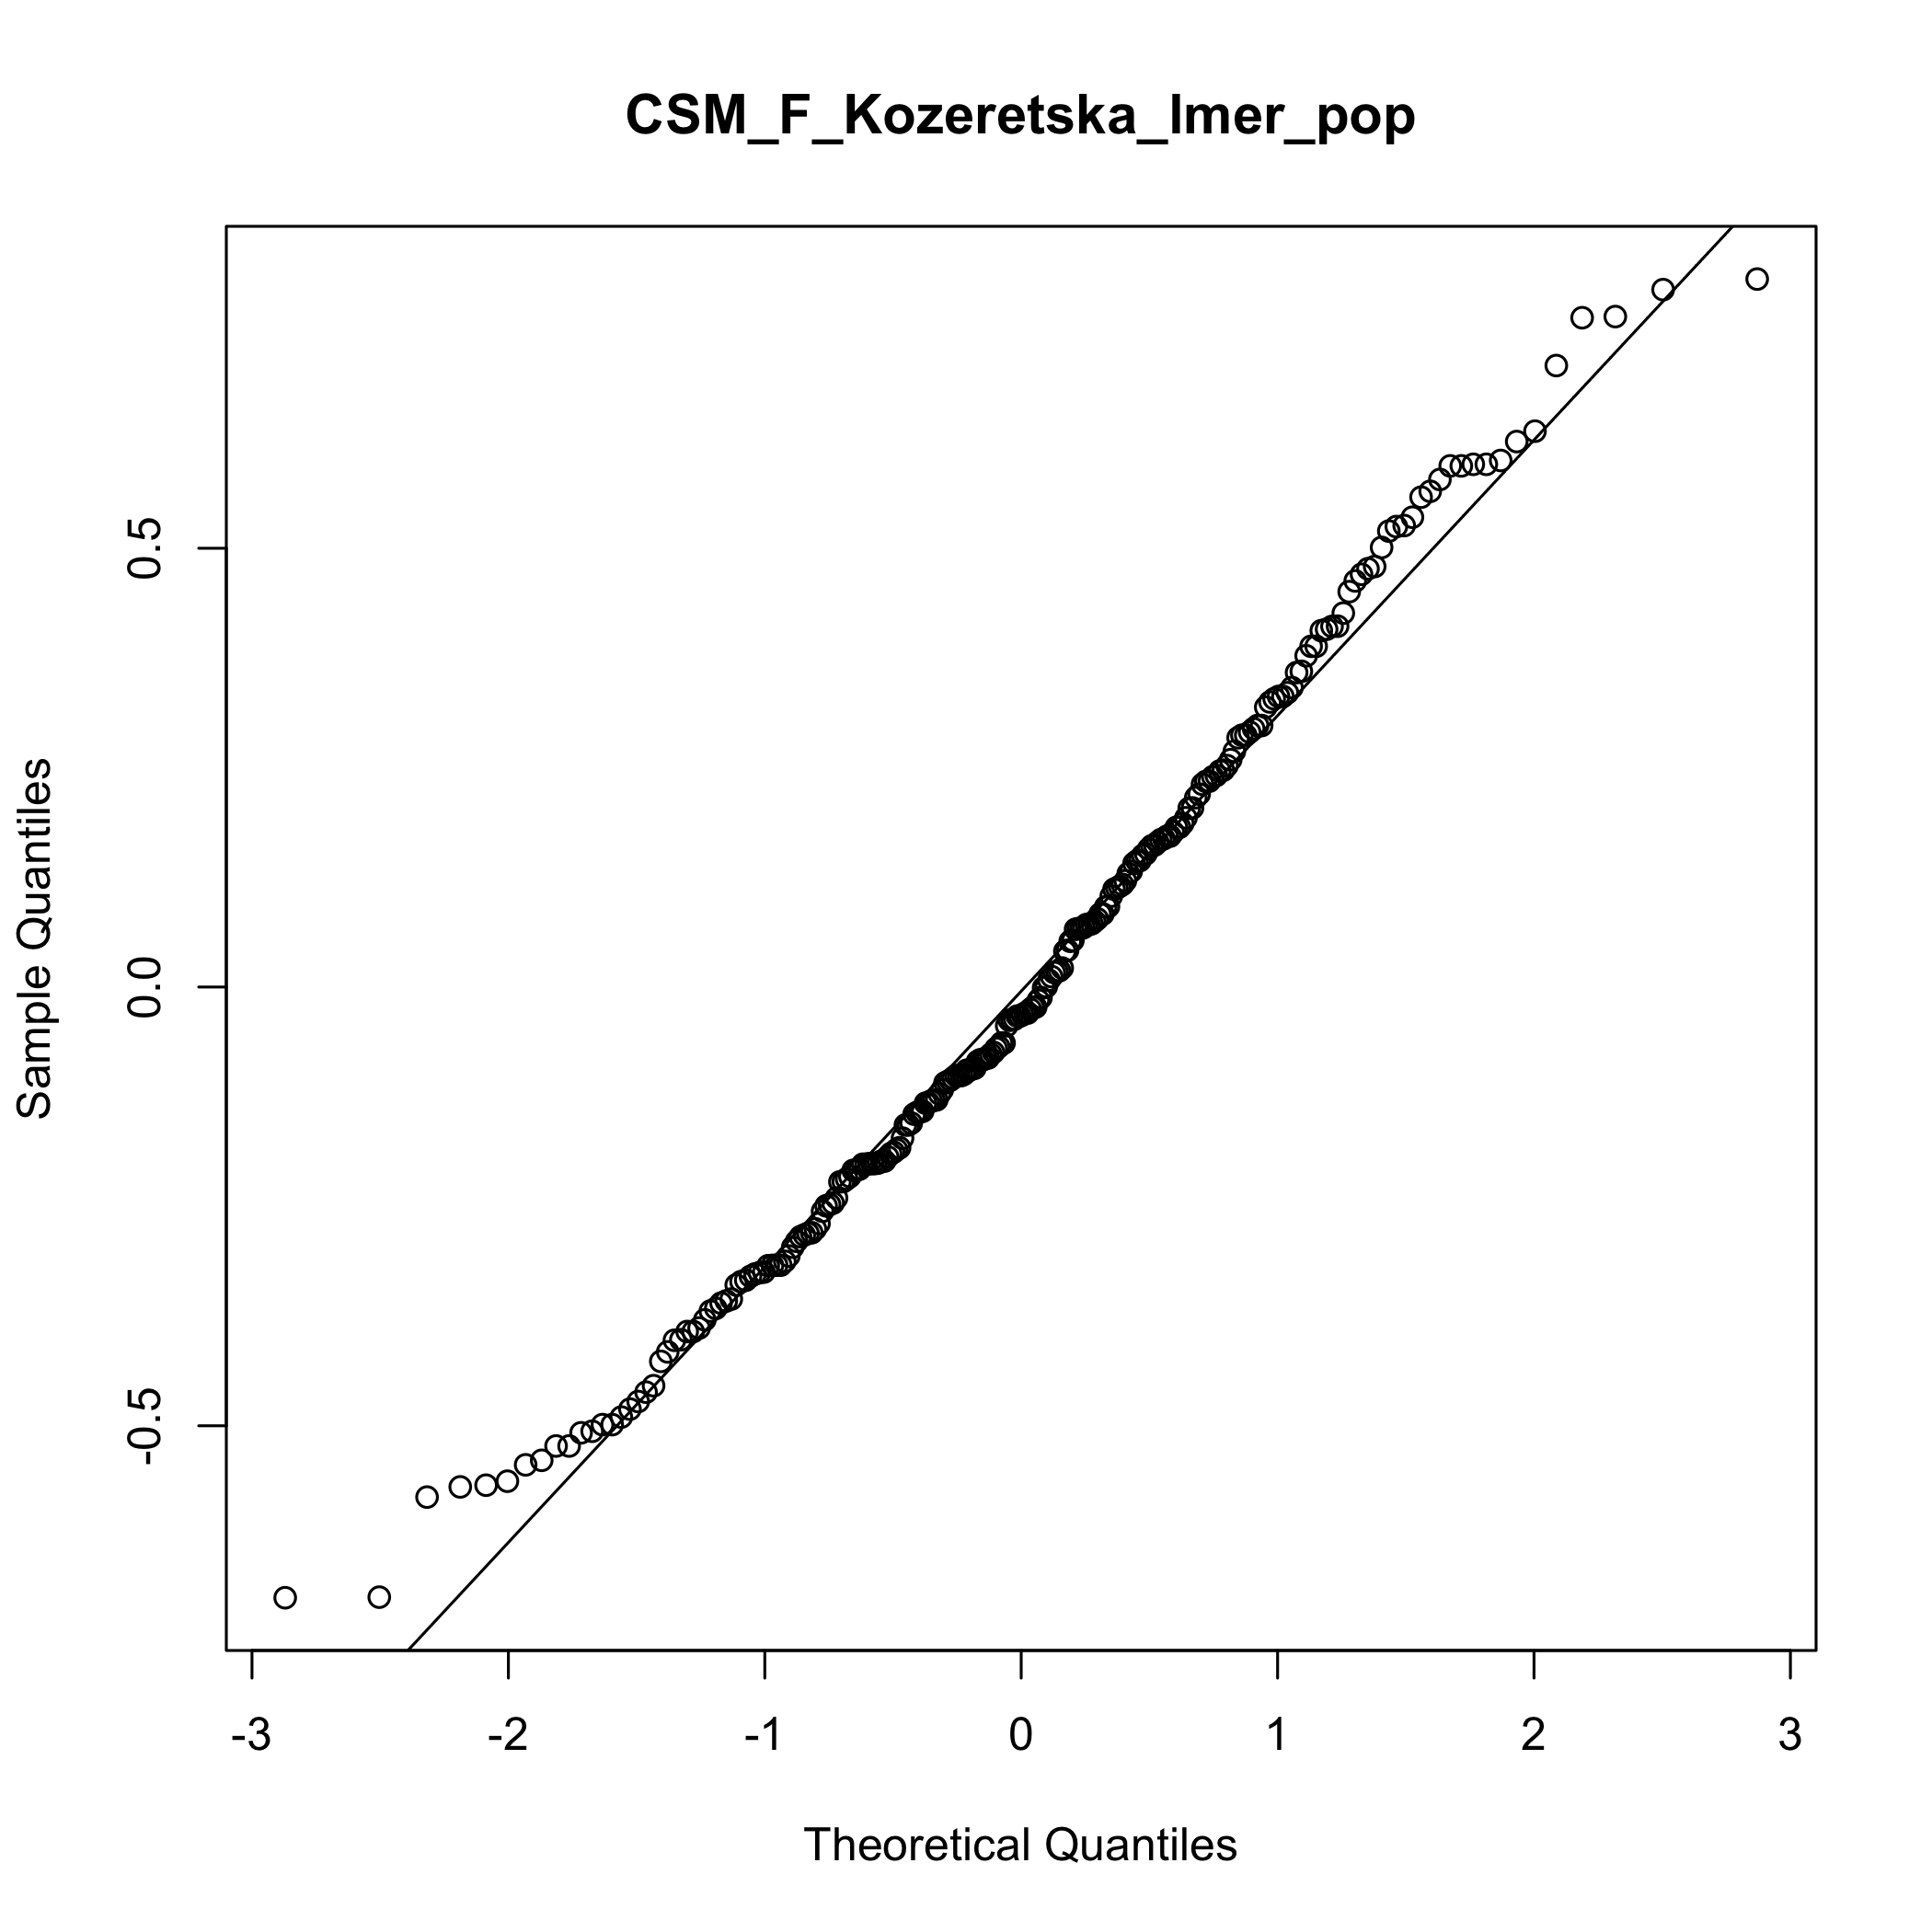 CSM_F_Kozeretska_lmer_pop
Sample Quantiles
0.5
0.0
-0.5
-3 -2 -1 0 1 2 3
Theoretical Quantiles